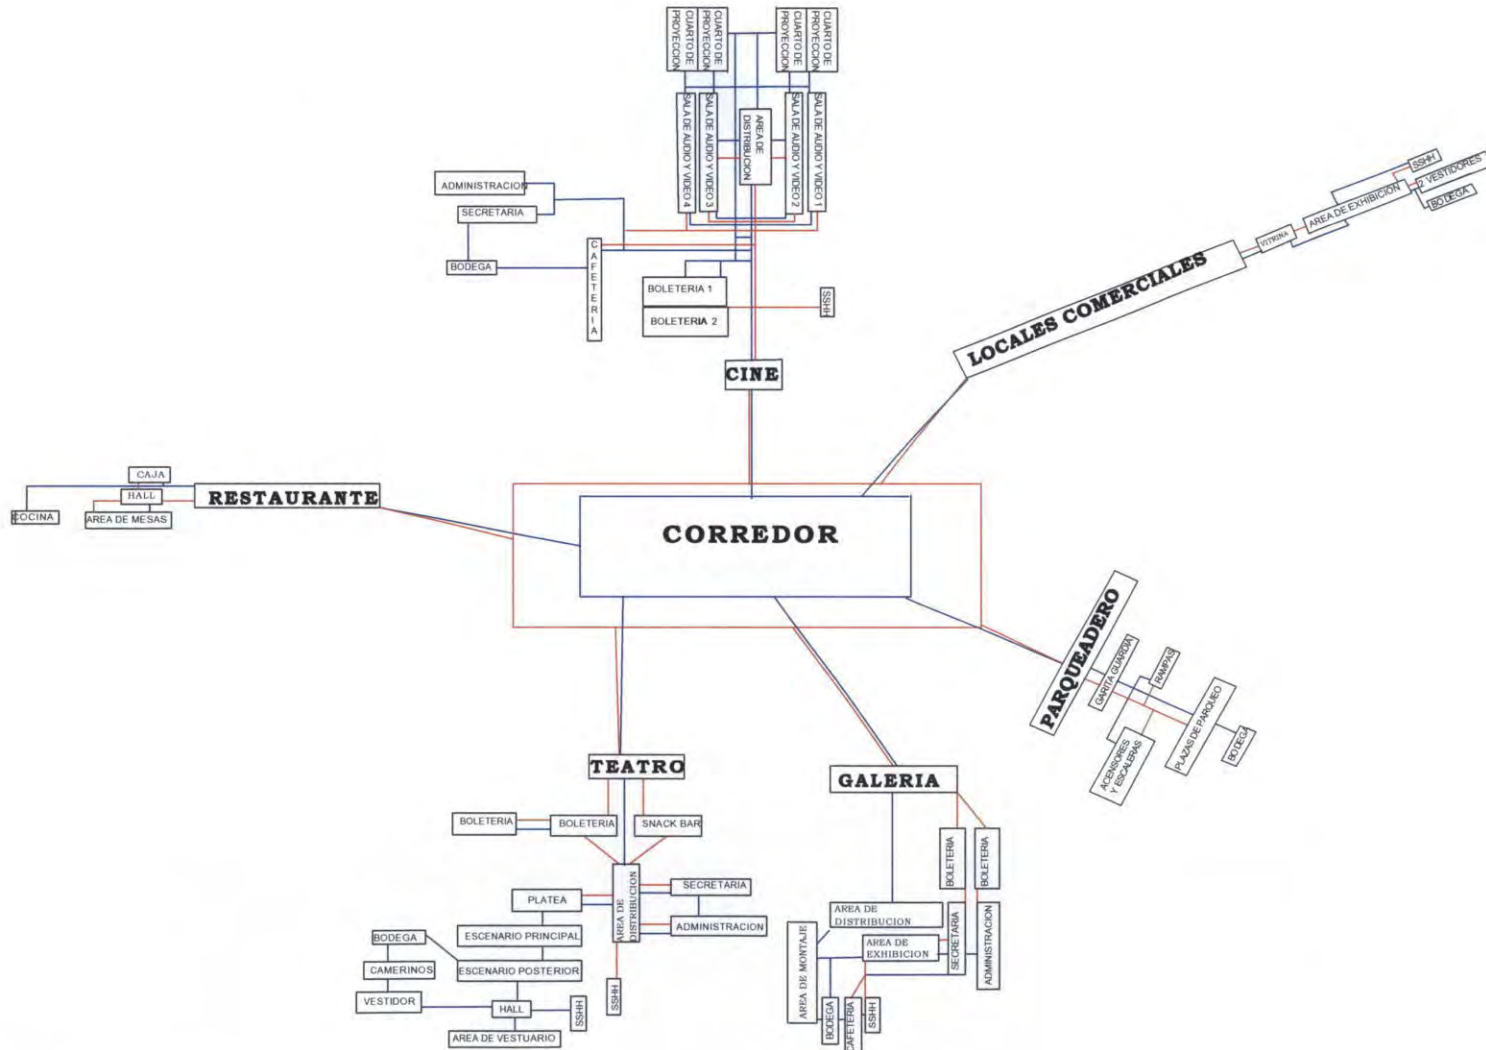 CUARTO DE
PROYECCION
CUARTO DE
PROYECCION
CUARTO DE
PROYECCION
CUARTO DE
PROYECCION
SALA DE AUDIO Y VIDEO 4
SALA DE AUDIO Y VIDEO 3
AREA DE
DISTRIBUCION
SALA DE AUDIO Y VIDEO 2
SALA DE AUDIO Y VIDEO 1
ADMINISTRACION
SECRETARIA
BODEGA
CAFETERIA
BOLETERIA 1
BOLETERIA 2
SSHH
CINE
LOCALES COMERCIALES
VITRINA
AREA DE EXHIBICION
SSHH
2 VESTIDORES
BODEGA
CAJA
HALL
COCINA
AREA DE MESAS
RESTAURANTE
CORREDOR
PARQUEADERO
GARITA GUARDIA
RAMPAS
ACENSORES
Y ESCALERAS
PLAZAS DE PARQUEO
BODEGA
TEATRO
BOLETERIA
BOLETERIA
SNACK BAR
AREA DE
DISTRIBUCION
SECRETARIA
ADMINISTRACION
PLATEA
ESCENARIO PRINCIPAL
BODEGA
CAMERINOS
ESCENARIO POSTERIOR
VESTIDOR
HALL
SSHH
AREA DE VESTUARIO
SSHH
GALERIA
BOLETERIA
BOLETERIA
AREA DE
DISTRIBUCION
AREA DE MONTAJE
AREA DE
EXHIBICION
SECRETARIA
ADMINISTRACION
BODEGA
CAFETERIA
SSHH